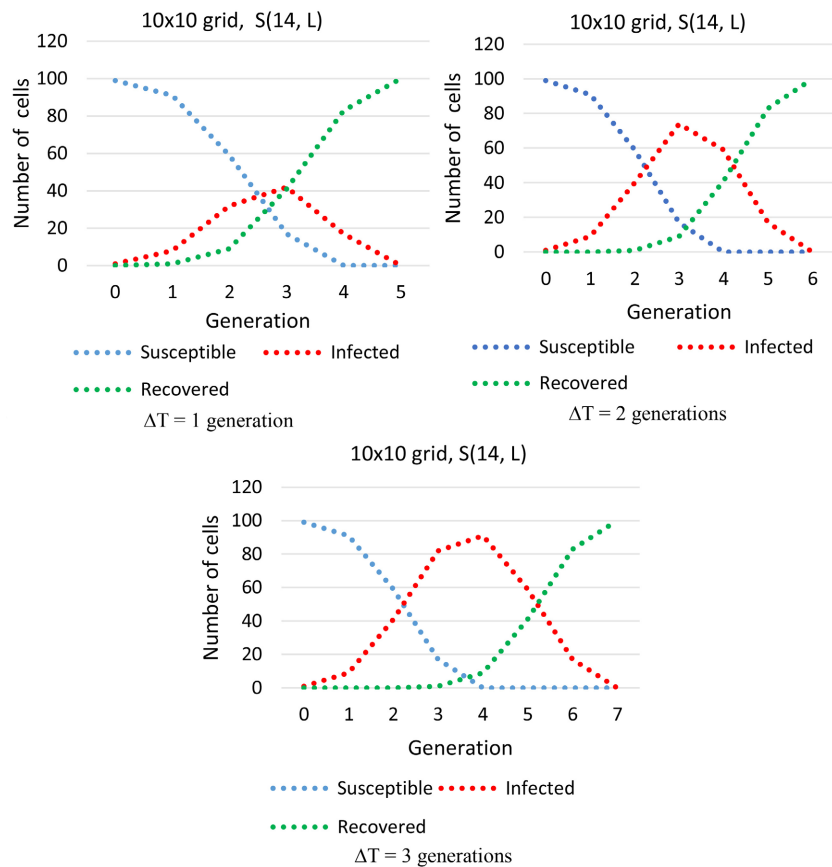 10x10 grid, S(14, L)
120
100
80
60
40
20
0
Number of cells
0 1 2 3 4 5
Generation
Susceptible Infected
Recovered
ΔT = 1 generation
10x10 grid, S(14, L)
120
100
80
60
40
20
0
Number of cells
0 1 2 3 4 5 6
Generation
Susceptible Infected
Recovered
ΔT = 2 generations
10x10 grid, S(14, L)
120
100
80
60
40
20
0
Number of cells
0 1 2 3 4 5 6 7
Generation
Susceptible Infected
Recovered
ΔT = 3 generations